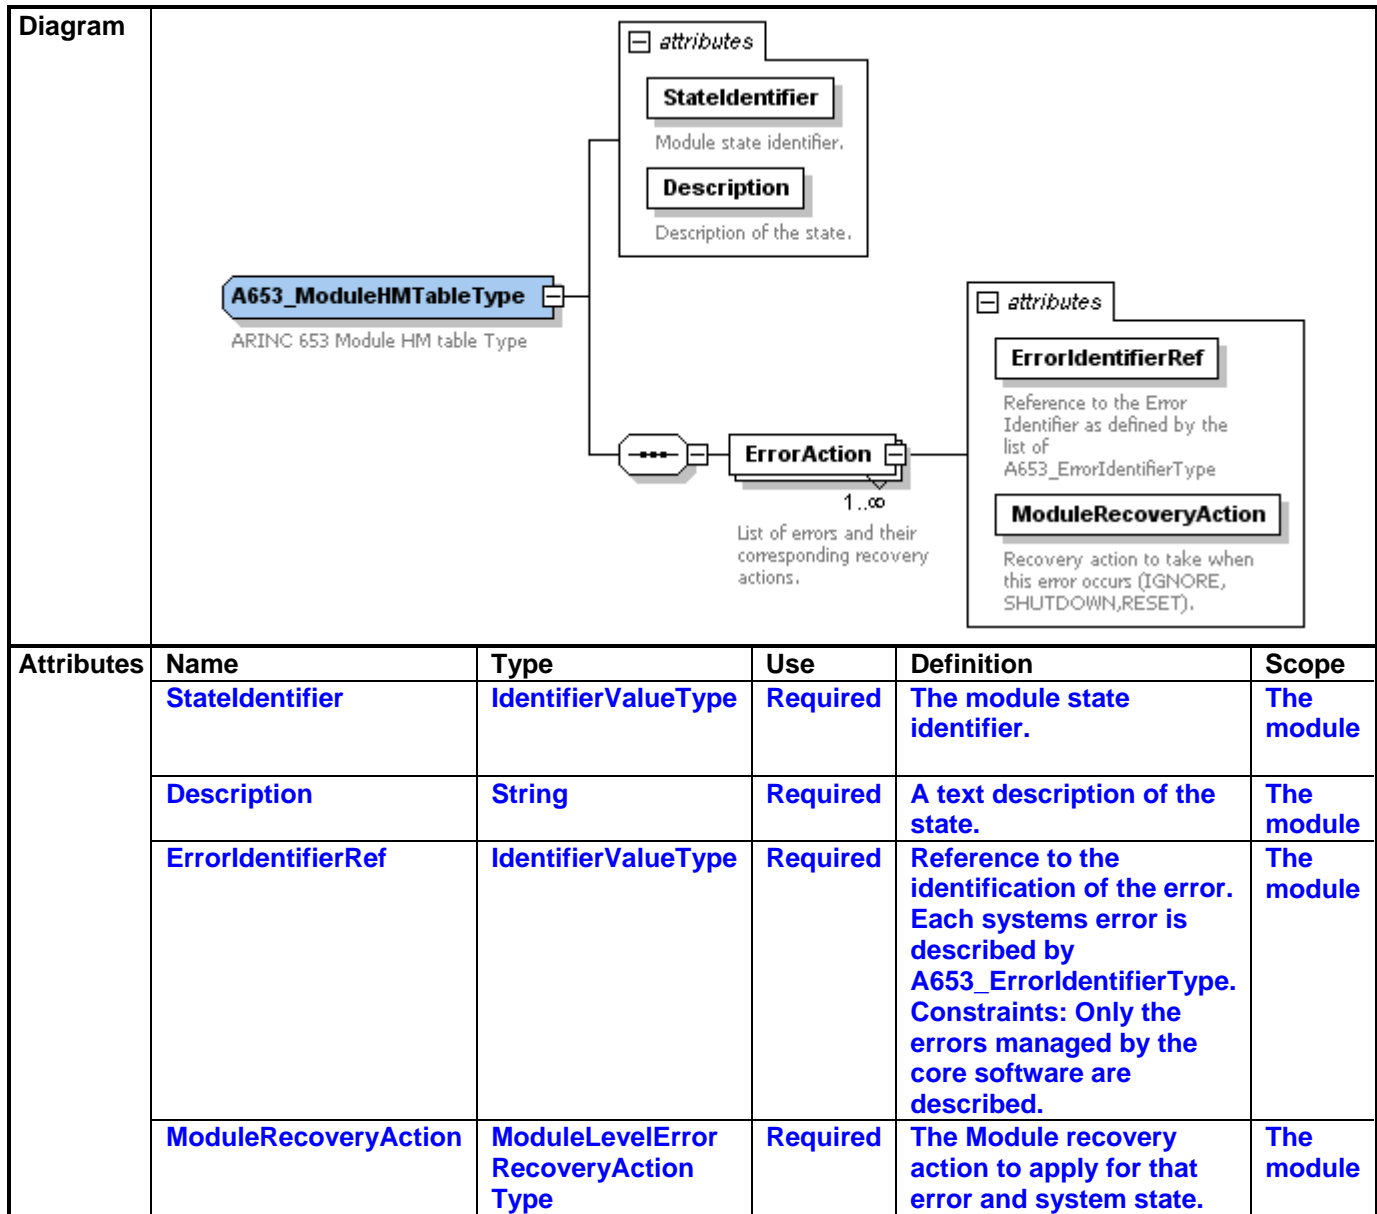 Diagram
attributes
StateIdentifier
Module state identifier.
Description
Description of the state.
A653_ModuleHMTableType
ARINC 653 Module HM table Type
attributes
ErrorIdentifierRef
Reference to the Error
Identifier as defined by the
list of
A653_ErrorIdentifierType
ErrorAction
1..∞
List of errors and their
corresponding recovery
actions.
ModuleRecoveryAction
Recovery action to take when
this error occurs (IGNORE,
SHUTDOWN,RESET).
Attributes Name Type Use Definition Scope
StateIdentifier IdentifierValueType Required The module state The
identifier. module
Description String Required A text description of the The
state. module
ErrorIdentifierRef IdentifierValueType Required Reference to the The
identification of the error. module
Each systems error is
described by
A653_ErrorIdentifierType.
Constraints: Only the
errors managed by the
core software are
described.
ModuleRecoveryAction ModuleLevelError Required The Module recovery The
RecoveryAction action to apply for that module
Type error and system state.